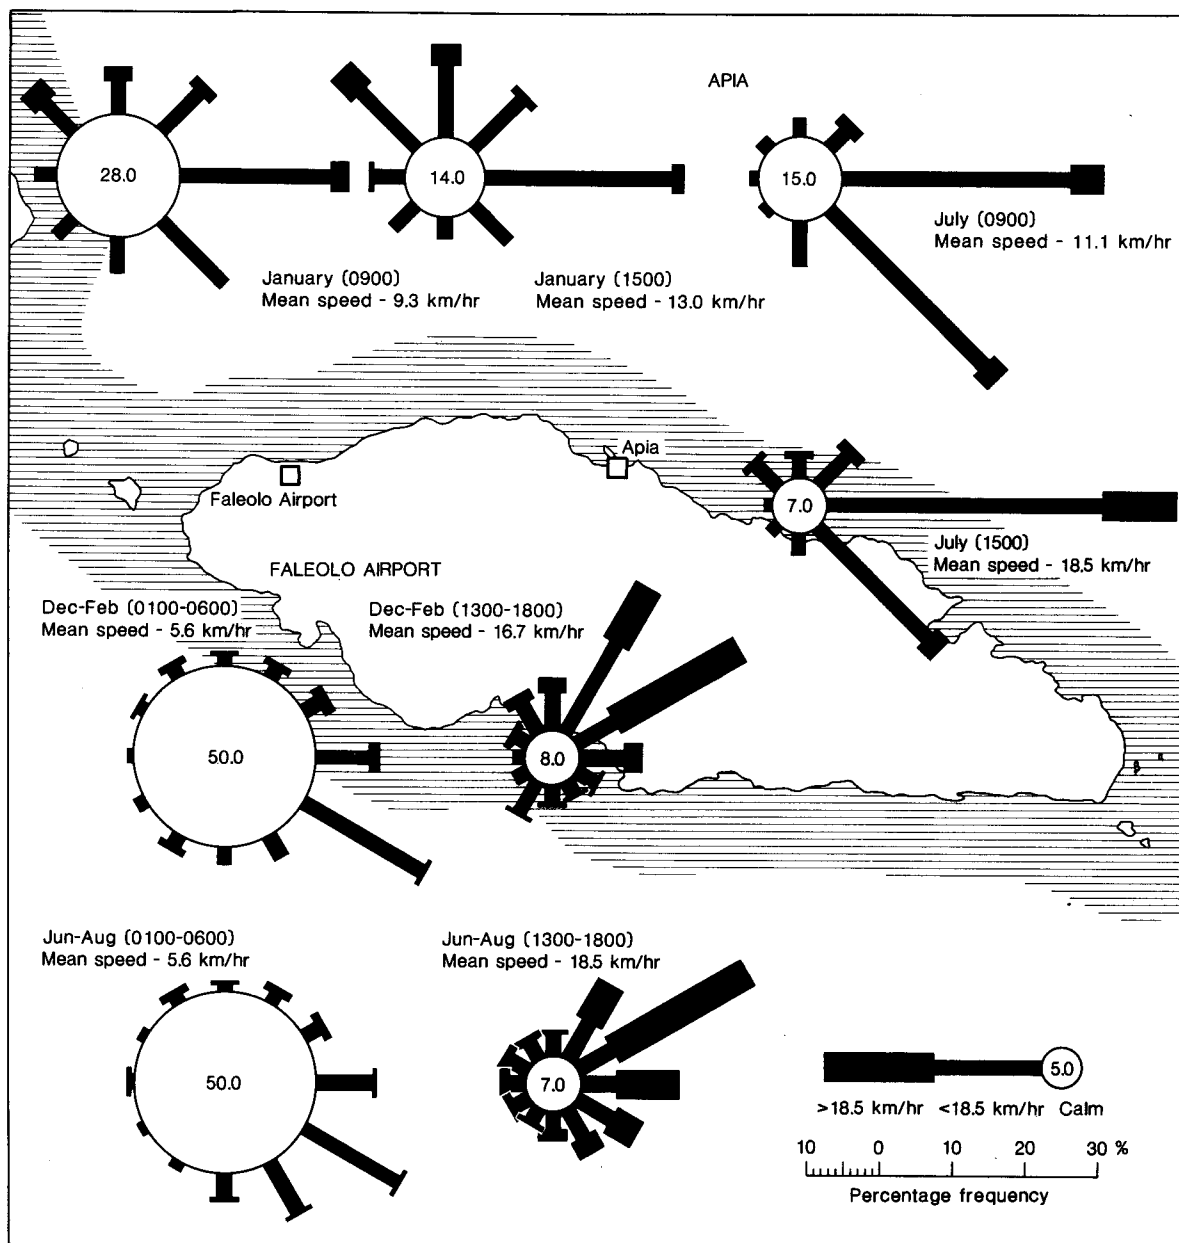 APIA
28.0
14.0
15.0
July (0900)
Mean speed - 11.1 km/hr
January (0900)
Mean speed - 9.3 km/hr
January (1500)
Mean speed - 13.0 km/hr
Apia
Faleolo Airport
7.0
July (1500)
Mean speed - 18.5 km/hr
FALEOLO AIRPORT
Dec-Feb (0100-0600)
Mean speed - 5.6 km/hr
Dec-Feb (1300-1800)
Mean speed - 16.7 km/hr
50.0
8.0
Jun-Aug (0100-0600)
Mean speed - 5.6 km/hr
Jun-Aug (1300-1800)
Mean speed - 18.5 km/hr
50.0
7.0
5.0
>18.5 km/hr <18.5 km/hr Calm
10 0 10 20 30 %
Percentage frequency